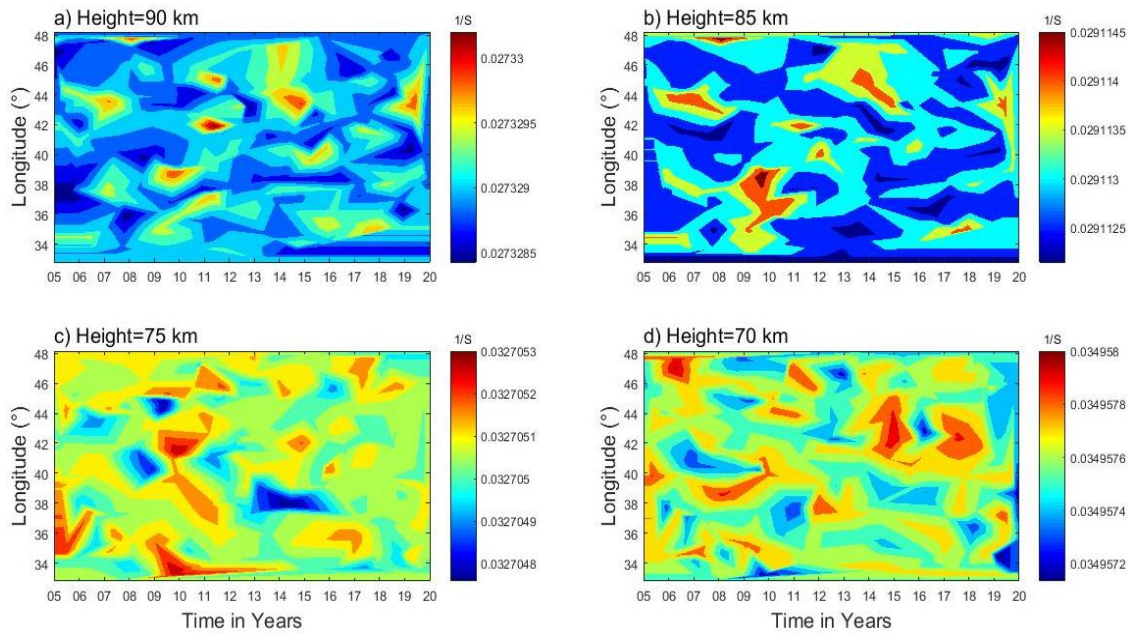 a) Height=90 km
1/S
48
46
44
42
40
38
36
34
Longitude (°)
0.02733
0.0273295
0.027329
0.0273285
05 06 07 08 09 10 11 12 13 14 15 16 17 18 19 20
b) Height=85 km
1/S
48
46
44
42
40
38
36
34
Longitude (°)
0.0291145
0.029114
0.0291135
0.029113
0.0291125
05 06 07 08 09 10 11 12 13 14 15 16 17 18 19 20
c) Height=75 km
1/S
48
46
44
42
40
38
36
34
Longitude (°)
0.0327053
0.0327052
0.0327051
0.032705
0.0327049
0.0327048
05 06 07 08 09 10 11 12 13 14 15 16 17 18 19 20
Time in Years
d) Height=70 km
1/S
48
46
44
42
40
38
36
34
Longitude (°)
0.034958
0.0349578
0.0349576
0.0349574
0.0349572
05 06 07 08 09 10 11 12 13 14 15 16 17 18 19 20
Time in Years